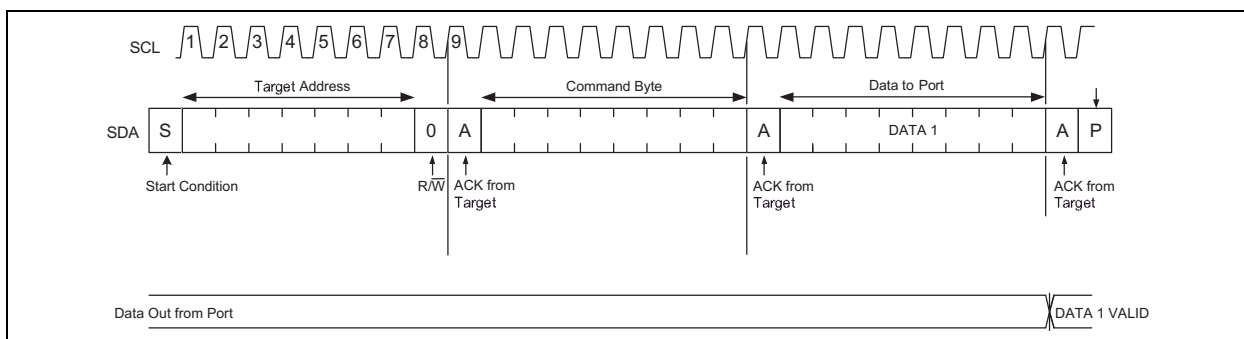 SCL 1 2 3 4 5 6 7 8 9
Target Address
Command Byte
Data to Port
SDA S 0 A A DATA 1 A P
Start Condition
R/W̅
ACK from
Target
ACK from
Target
ACK from
Target
Data Out from Port
DATA 1 VALID